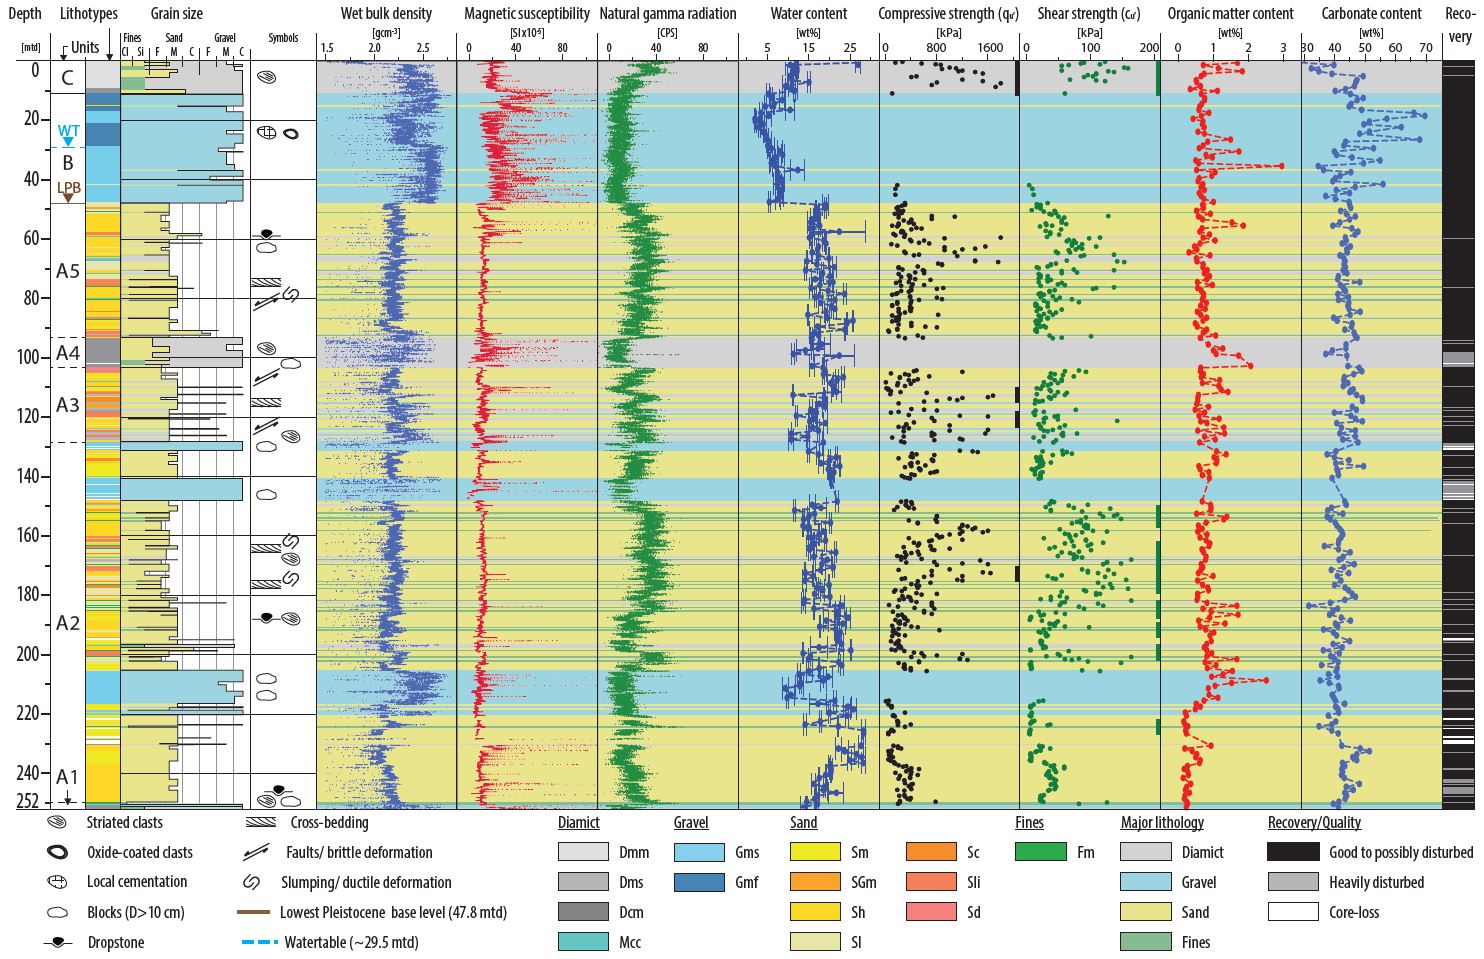 Depth Lithotypes Grain size Wet bulk density Magnetic susceptibility Natural gamma radiation Water content Compressive strength (qᵤ') Shear strength (cᵤ') Organic matter content Carbonate content Reco-
very
[mtd] Units Fines Sand Gravel Symbols [gcm⁻³] [SIx10⁻⁵] [CPS] [wt%] [kPa] [kPa] [wt%] [wt%]
Cl Si F M C F M C
1.5 2.0 2.5 0 40 80 0 40 80 5 15 25 0 800 1600 0 100 200 0 1 2 3 30 40 50 60 70
0
C
20
WT
B
40
LPB
60
A5
80
A4
100
A3
120
140
160
180
A2
200
220
240
A1
252
Striated clasts Cross-bedding Diamict Gravel Sand Fines Major lithology Recovery/Quality
Oxide-coated clasts Faults/ brittle deformation Dmm Gms Sm Sc Fm Diamict Good to possibly disturbed
Local cementation Slumping/ ductile deformation Dms Gmf SGm Sli Gravel Heavily disturbed
Blocks (D>10 cm) Lowest Pleistocene base level (47.8 mtd) Dcm Sh Sd Sand Core-loss
Dropstone Watertable (~29.5 mtd) Mcc Sl Fines